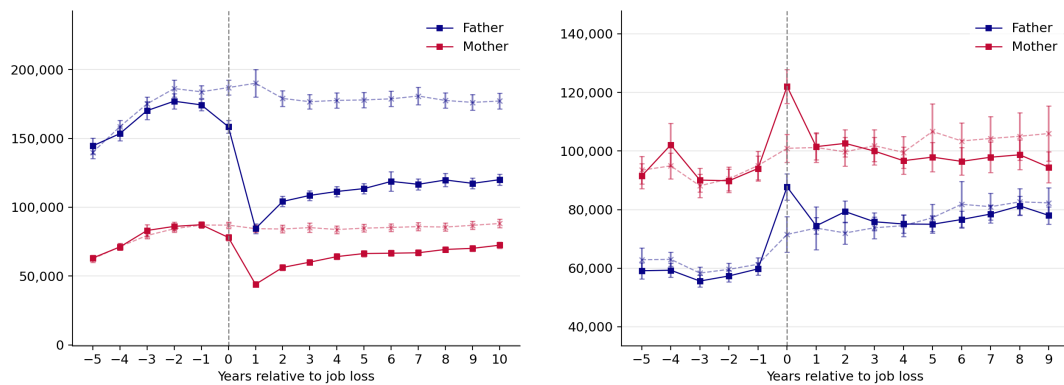 Father
Mother
200,000
150,000
100,000
50,000
0
−5 −4 −3 −2 −1 0 1 2 3 4 5 6 7 8 9 10
Years relative to job loss
Father
Mother
140,000
120,000
100,000
80,000
60,000
40,000
−5 −4 −3 −2 −1 0 1 2 3 4 5 6 7 8 9
Years relative to job loss